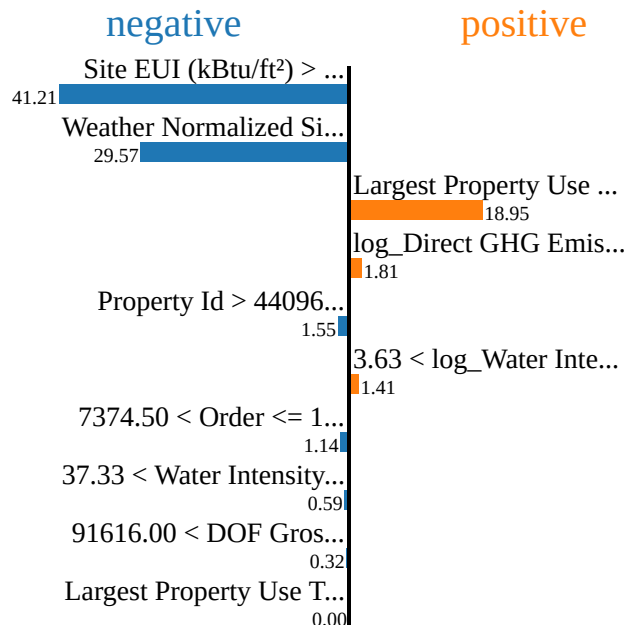 negative positive
Site EUI (kBtu/ft²) > ...
41.21
Weather Normalized Si...
29.57
Largest Property Use ...
18.95
log_Direct GHG Emis...
1.81
Property Id > 44096...
1.55
3.63 < log_Water Inte...
1.41
7374.50 < Order <= 1...
1.14
37.33 < Water Intensity...
0.59
91616.00 < DOF Gros...
0.32
Largest Property Use T...
0.00